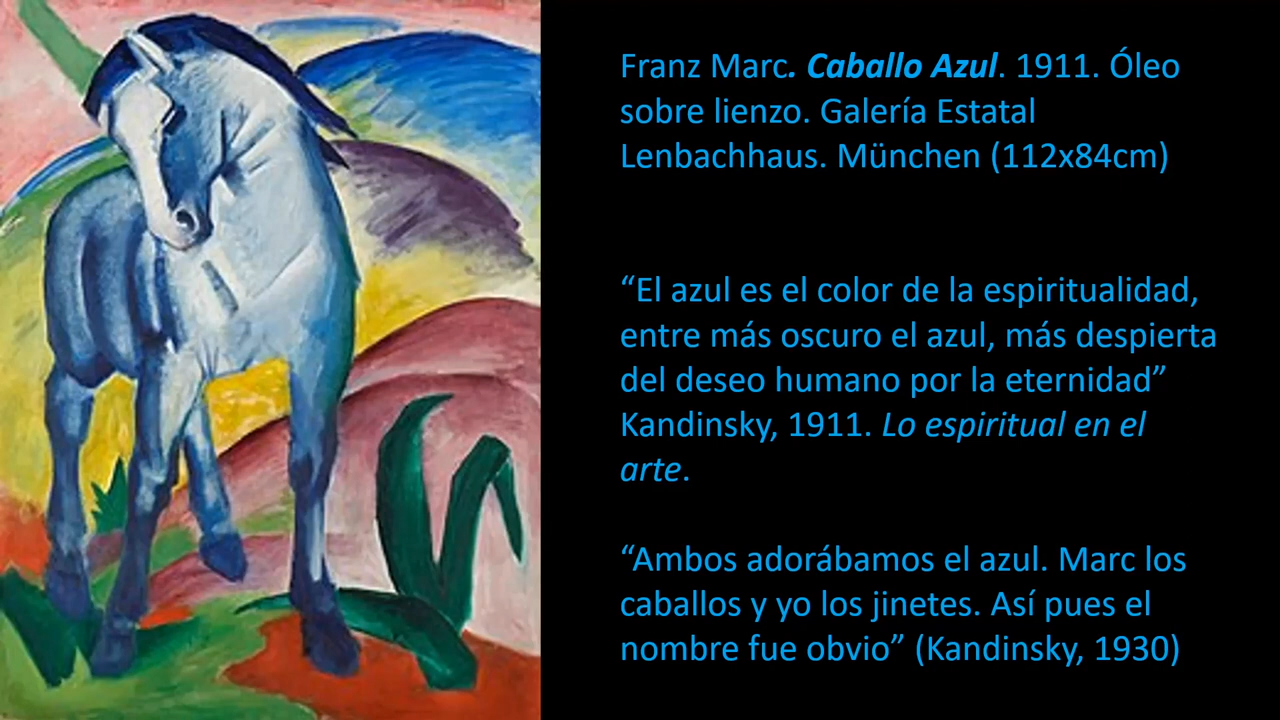 Franz Marc. Caballo Azul. 1911. Óleo
sobre lienzo. Galería Estatal
Lenbachhaus. München (112x84cm)
“El azul es el color de la espiritualidad,
entre más oscuro el azul, más despierta
del deseo humano por la eternidad”
Kandinsky, 1911. Lo espiritual en el
arte.
“Ambos adorábamos el azul. Marc los
caballos y yo los jinetes. Así pues el
nombre fue obvio” (Kandinsky, 1930)